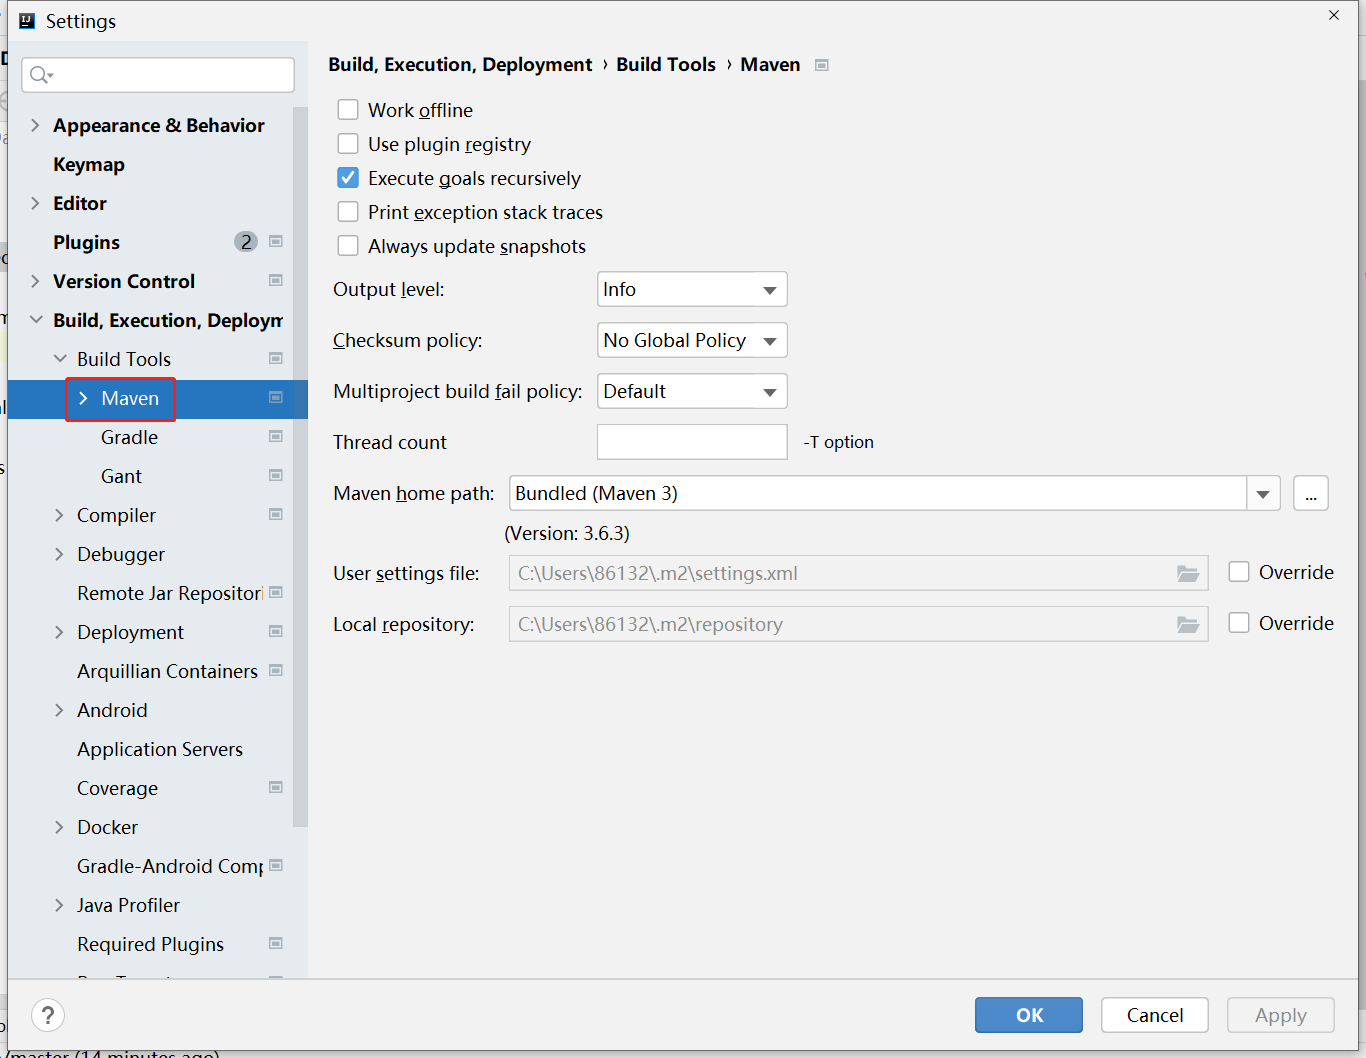 Settings
Appearance & Behavior
Keymap
Editor
Plugins 2
Version Control
Build, Execution, Deploym
Build Tools
Maven
Gradle
Gant
Compiler
Debugger
Remote Jar Repositori
Deployment
Arquillian Containers
Android
Application Servers
Coverage
Docker
Gradle-Android Comp
Java Profiler
Required Plugins
Build, Execution, Deployment › Build Tools › Maven
Work offline
Use plugin registry
Execute goals recursively
Print exception stack traces
Always update snapshots
Output level: Info
Checksum policy: No Global Policy
Multiproject build fail policy: Default
Thread count -T option
Maven home path: Bundled (Maven 3) ...
(Version: 3.6.3)
User settings file: C:\Users\86132\.m2\settings.xml Override
Local repository: C:\Users\86132\.m2\repository Override
? OK Cancel Apply
/master (14 minutes ago)